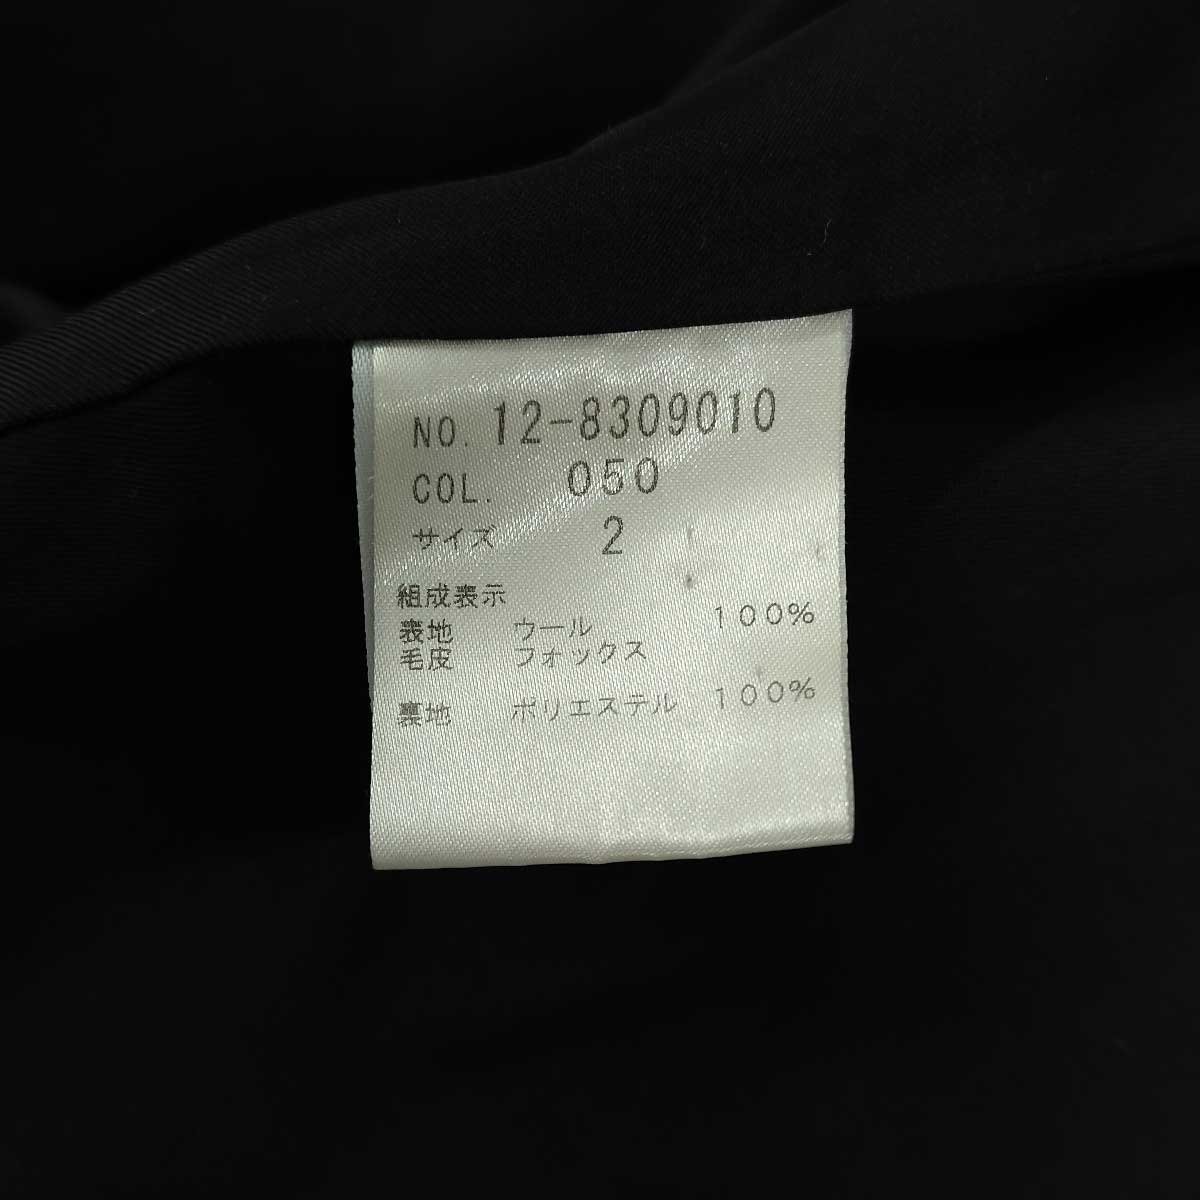 NO. 12-8309010
COL. 050
サイズ 2
組成表示
表地 ウール 100%
毛皮 フォックス
裏地 ポリエステル 100%